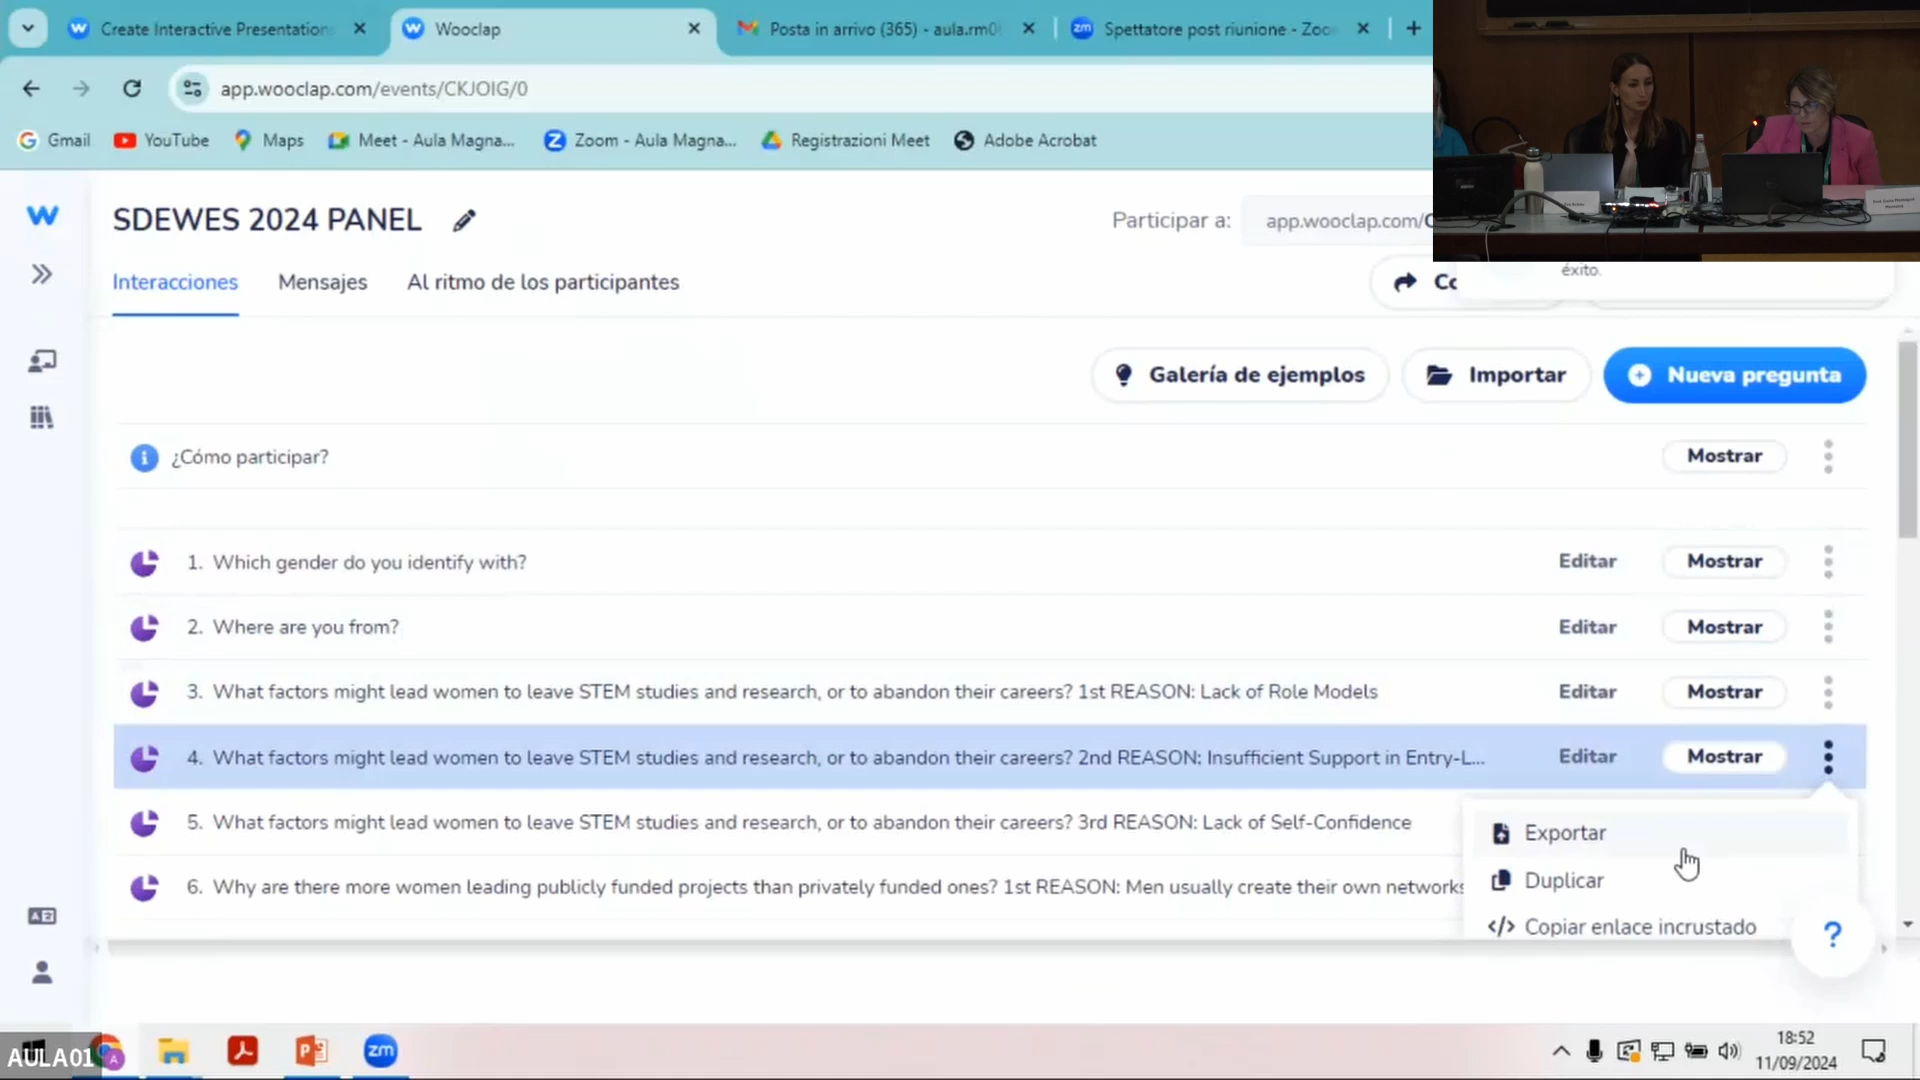 Create Interactive Presentations
Wooclap
Posta in arrivo (365) - aula.rm0
Spettatore post riunione - Zoo
app.wooclap.com/events/CKJOIG/0
Gmail
YouTube
Maps
Meet - Aula Magna...
Zoom - Aula Magna...
Registrazioni Meet
Adobe Acrobat
SDEWES 2024 PANEL
Participar a:
app.wooclap.com/C
Interacciones
Mensajes
Al ritmo de los participantes
Co
éxito.
Galería de ejemplos
Importar
Nueva pregunta
¿Cómo participar?
Mostrar
1. Which gender do you identify with?
Editar
Mostrar
2. Where are you from?
Editar
Mostrar
3. What factors might lead women to leave STEM studies and research, or to abandon their careers? 1st REASON: Lack of Role Models
Editar
Mostrar
4. What factors might lead women to leave STEM studies and research, or to abandon their careers? 2nd REASON: Insufficient Support in Entry-L...
Editar
Mostrar
5. What factors might lead women to leave STEM studies and research, or to abandon their careers? 3rd REASON: Lack of Self-Confidence
6. Why are there more women leading publicly funded projects than privately funded ones? 1st REASON: Men usually create their own networks
Exportar
Duplicar
Copiar enlace incrustado
?
AULA01
18:52
11/09/2024